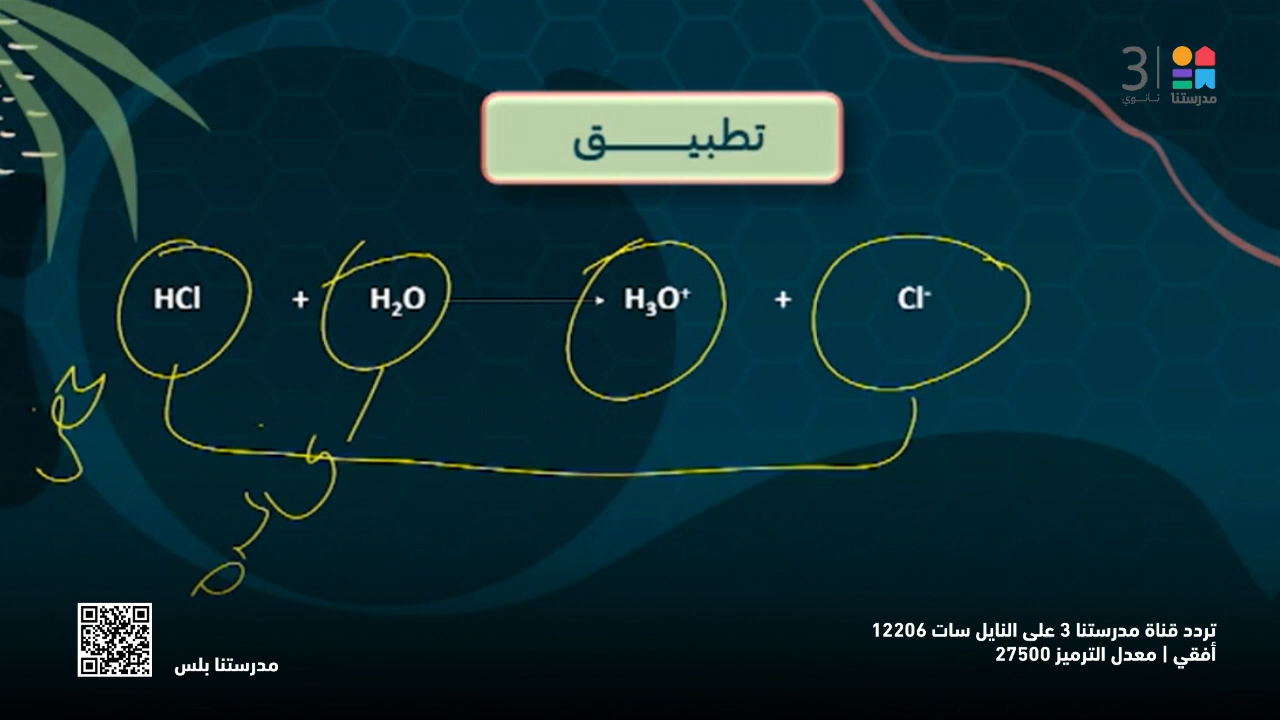 3 ثانوي
مدرستنا
تطبيــــــــق
HCl + H₂O → H₃O⁺ + Cl⁻
تردد قناة مدرستنا 3 على النايل سات 12206
أفقي | معدل الترميز 27500
مدرستنا بلس